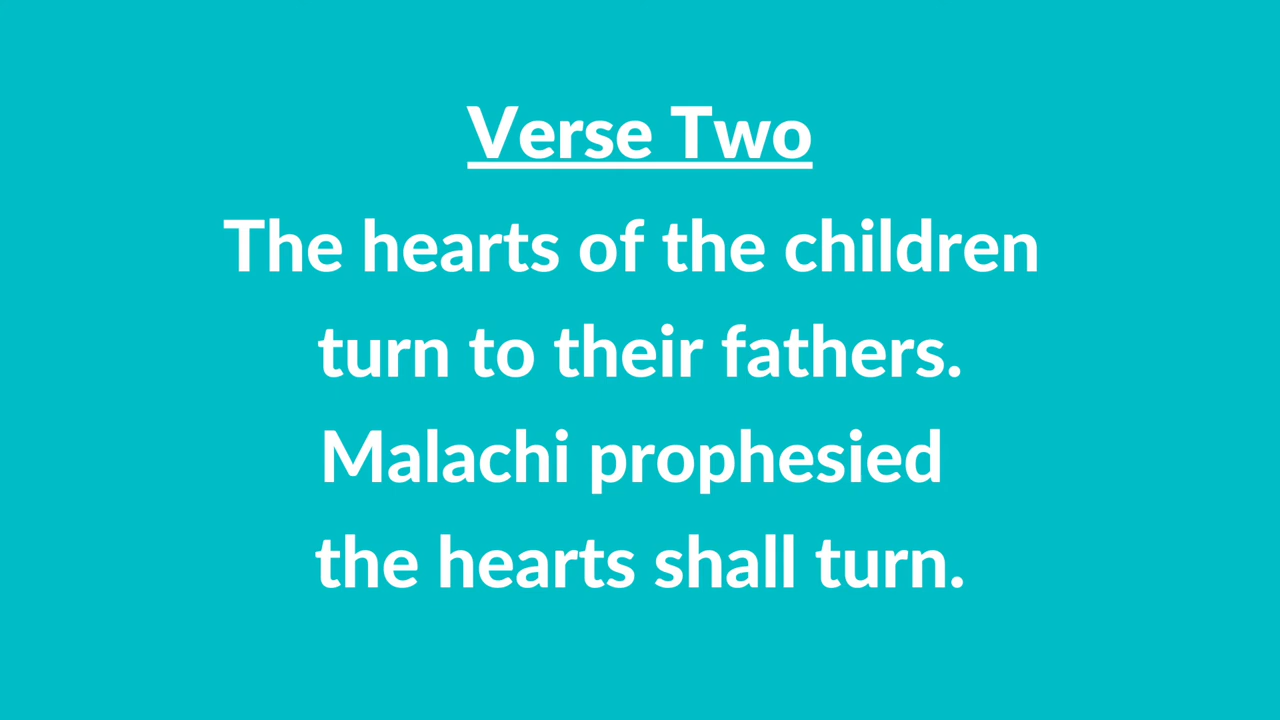 Verse Two
The hearts of the children
turn to their fathers.
Malachi prophesied
the hearts shall turn.